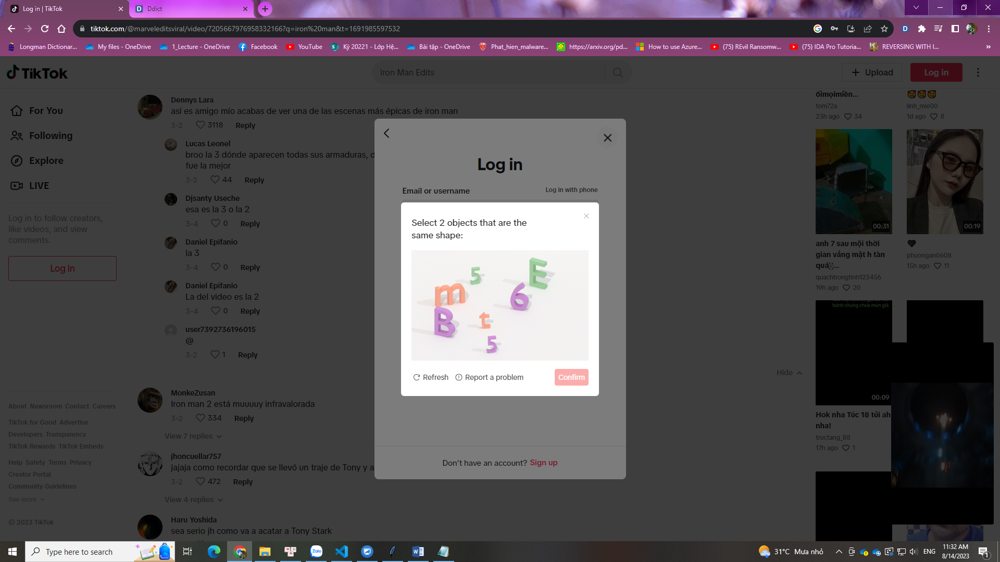 Log in | TikTok
Ddict
tiktok.com/@marveleditsviral/video/7205667976958332166?q=iron%20man&t=1691985597532
Longman Dictionar...
My files - OneDrive
1_Lecture - OneDrive
Facebook
YouTube
Kỳ 20221 - Lớp Hệ...
Bài tập - OneDrive
Phat_hien_malware...
https://arxiv.org/pd...
How to use Azure...
(75) REvil Ransomw...
(75) IDA Pro Tutoria...
REVERSING WITH I...
»
TikTok
Iron Man Edits
Upload
Log in
For You
Following
Explore
LIVE
Log in to follow creators,
like videos, and view
comments.
Log in
About Newsroom Contact Careers
TikTok for Good Advertise
Developers Transparency
TikTok Rewards TikTok Embeds
Help Safety Terms Privacy
Creator Portal
Community Guidelines
See more
© 2023 TikTok
Dennys Lara
así es amigo mío acabas de ver una de las escenas más épicas de iron man
3-2 3118 Reply
Lucas Leonel
broo la 3 dónde aparecen todas sus armaduras, d
fue la mejor
3-2 44 Reply
Djsanty Useche
esa es la 3 o la 2
3-4 0 Reply
Daniel Epifanio
la 3
3-4 0 Reply
Daniel Epifanio
La del video es la 2
3-4 0 Reply
user7392736196015
@
3-2 1 Reply
Hide
MonkeZusan
Iron man 2 está muuuuy infravalorada
3-2 334 Reply
View 7 replies
jhoncuellar757
jajaja como recordar que se llevó un traje de Tony y a
3-2 472 Reply
View 4 replies
Haru Yoshida
sea serio jh como va a acatar a Tony Stark
Log in
Email or username
Log in with phone
Select 2 objects that are the
same shape:
5
E
m
6
B
t
5
Refresh
Report a problem
Confirm
Don't have an account? Sign up
ốimọimiền...
tom72a
23h ago 34
linh_mie00
1d ago 8
00:31
anh 7 sau mội thời
gian vắng mặt h tàn
quá...
quachtrongtinh123456
19h ago 20
00:19
phuongan0608
15h ago 11
bánh chưng chưa mùn già
00:09
Hok nha Túc 18 tủi ah
nha!
tructang_88
17h ago 1
Type here to search
Zalo
31°C Mưa nhỏ
ENG
11:32 AM
8/14/2023
1